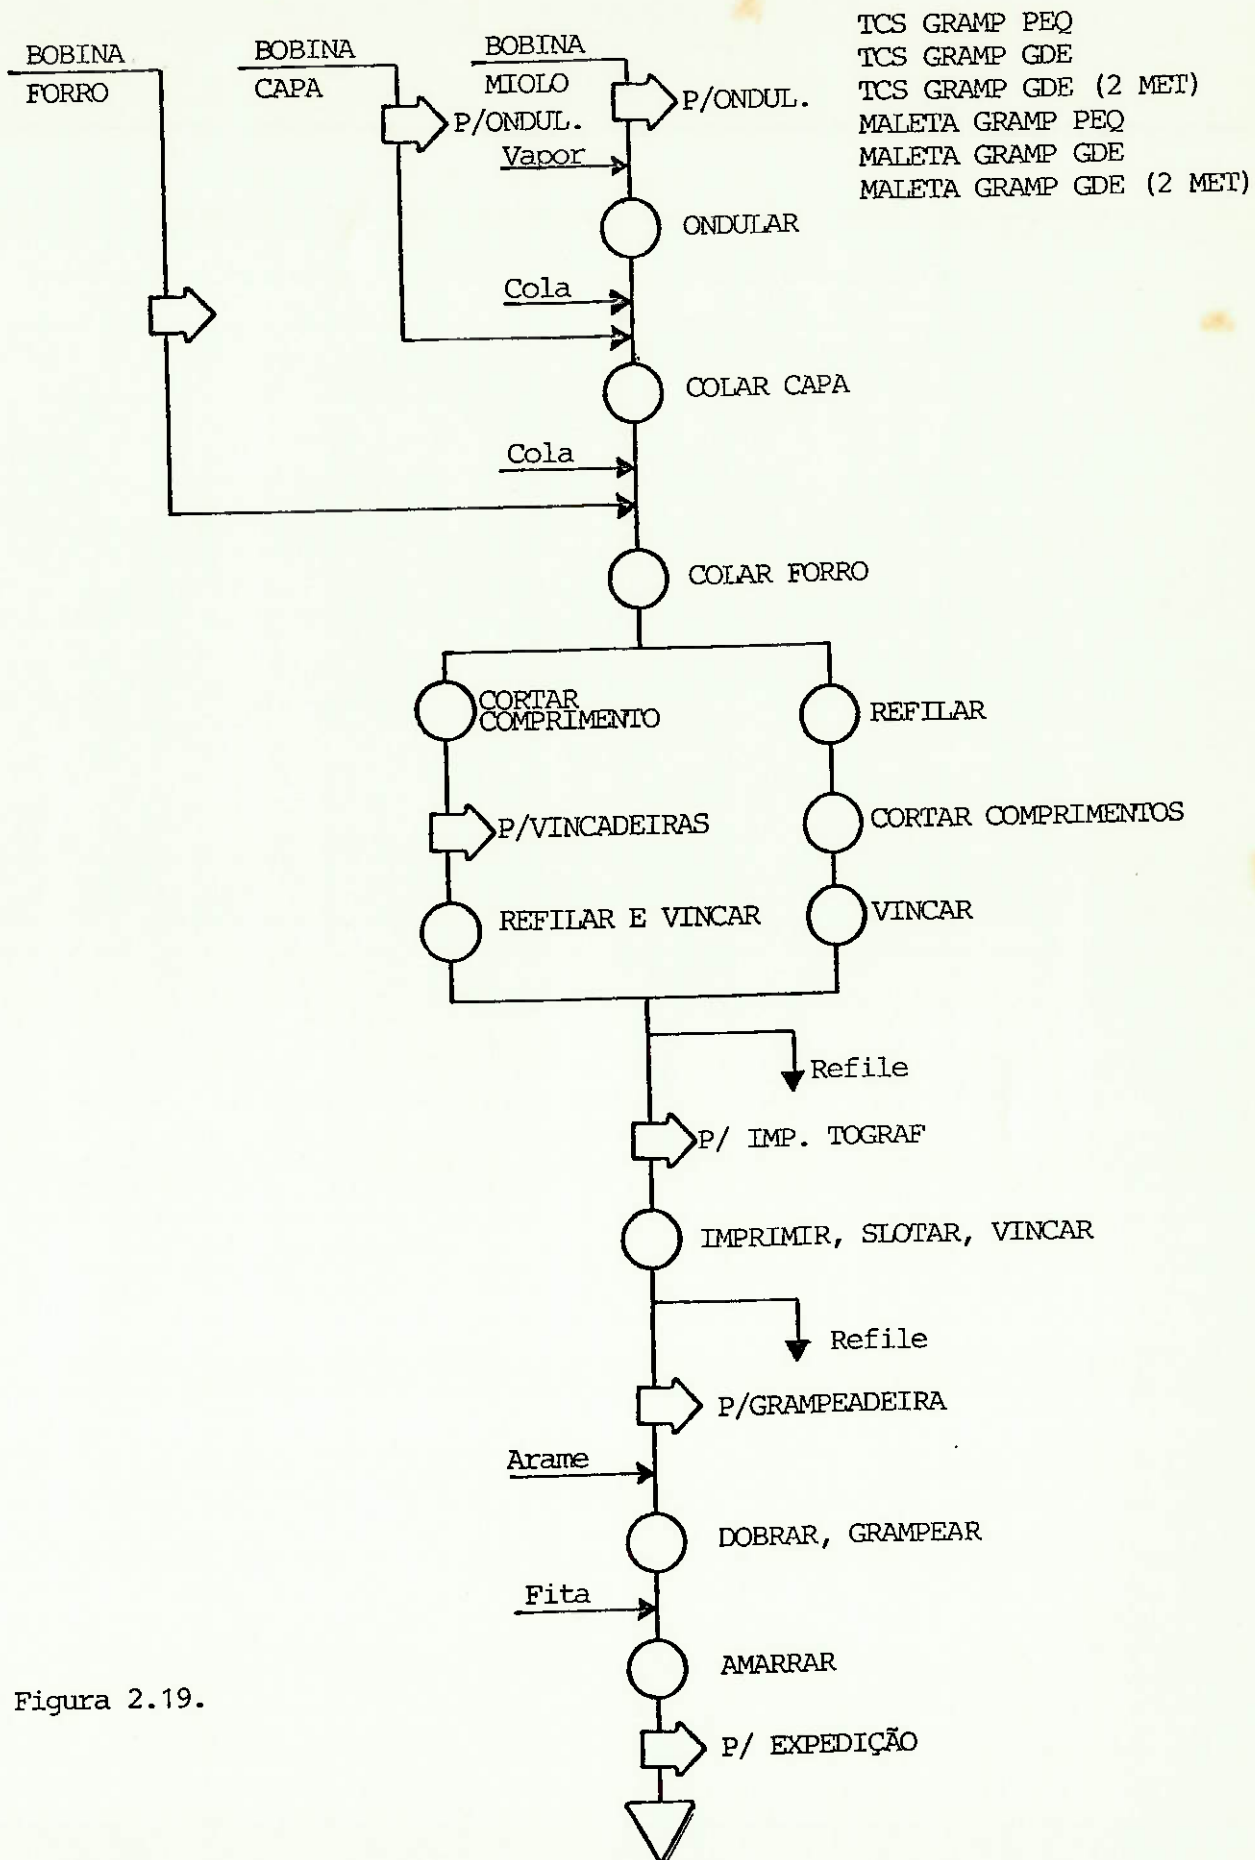 TCS GRAMP PEQ
TCS GRAMP GDE
TCS GRAMP GDE (2 MET)
MALETA GRAMP PEQ
MALETA GRAMP GDE
MALETA GRAMP GDE (2 MET)
BOBINA
FORRO
BOBINA
CAPA
BOBINA
MIOLO
P/ONDUL.
P/ONDUL.
Vapor
ONDULAR
Cola
COLAR CAPA
Cola
COLAR FORRO
CORTAR
COMPRIMENTO
REFILAR
P/VINCADEIRAS
CORTAR COMPRIMENTOS
REFILAR E VINCAR
VINCAR
Refile
P/ IMP. TOGRAF
IMPRIMIR, SLOTAR, VINCAR
Refile
P/GRAMPEADEIRA
Arame
DOBRAR, GRAMPEAR
Fita
AMARRAR
Figura 2.19.
P/ EXPEDIÇÃO